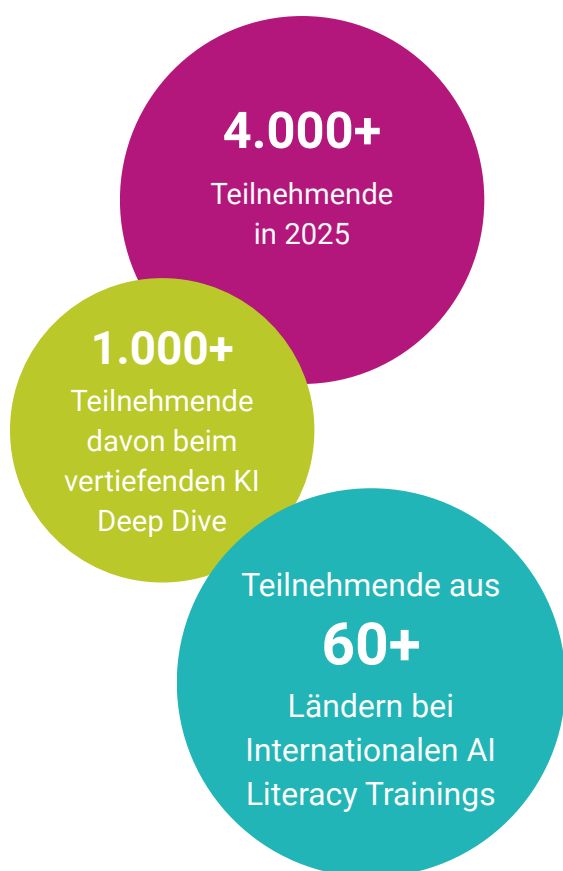 4.000+
Teilnehmende
in 2025
1.000+
Teilnehmende
davon beim
vertiefenden KI
Deep Dive
Teilnehmende aus
60+
Ländern bei
Internationalen AI
Literacy Trainings